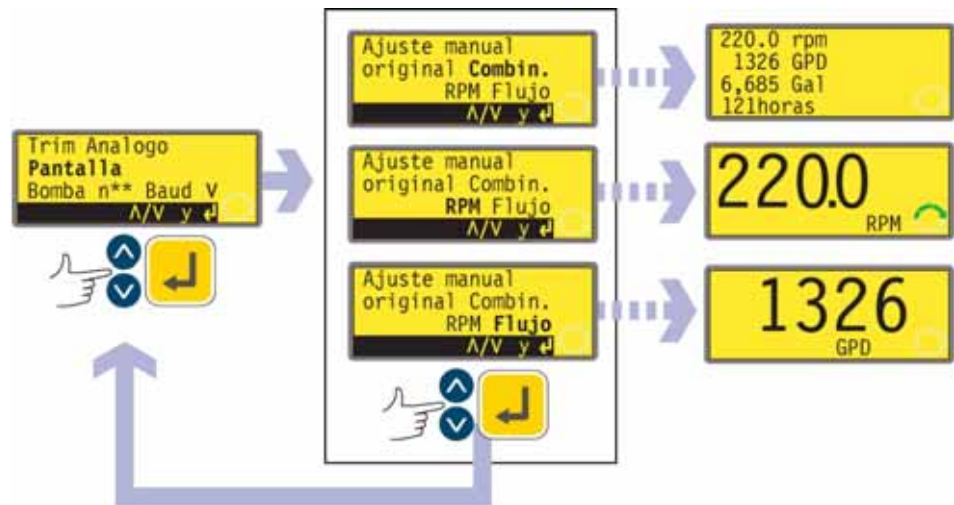 Trim Analogo
Pantalla
Bomba n** Baud V
Λ/V y ↲
Ajuste manual
original Combin.
RPM Flujo
Λ/V y ↲
Ajuste manual
original Combin.
RPM Flujo
Λ/V y ↲
Ajuste manual
original Combin.
RPM Flujo
Λ/V y ↲
220.0 rpm
1326 GPD
6,685 Gal
121horas
220.0
RPM
1326
GPD